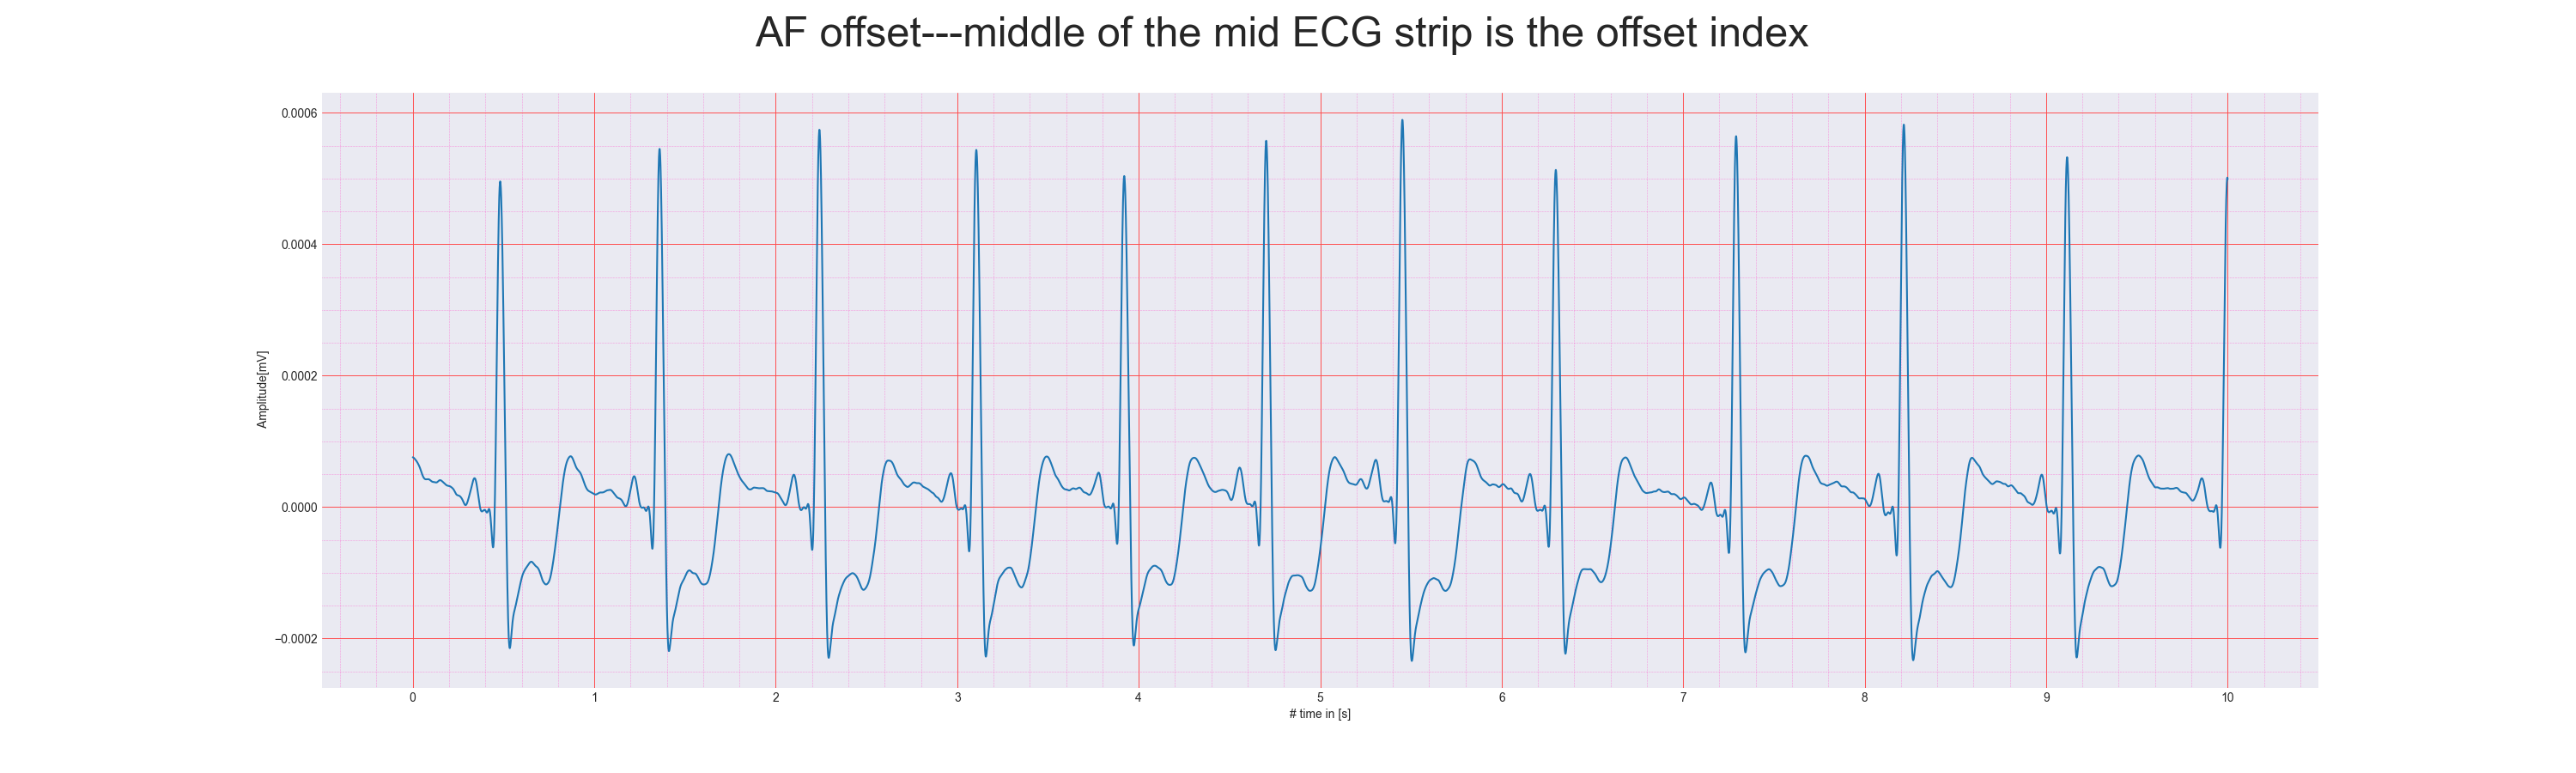 AF offset---middle of the mid ECG strip is the offset index
0.0006
0.0004
0.0002
0.0000
−0.0002
Amplitude[mV]
0 1 2 3 4 5 6 7 8 9 10
# time in [s]